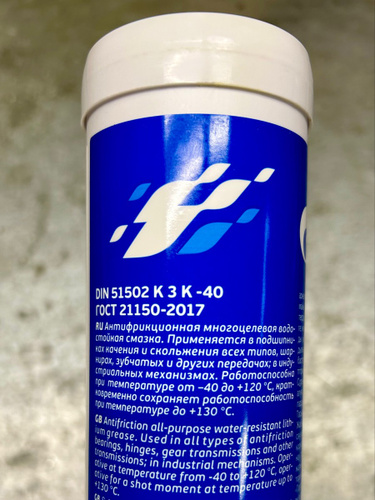 DIN 51502 K 3 K -40
ГОСТ 21150-2017
RU Антифрикционная многоцелевая водо-
стойкая смазка. Применяется в подшипни-
ках качения и скольжения всех типов, шар-
нирах, зубчатых и других передачах; в инду-
стриальных механизмах. Работоспособна
при температуре от −40 до +120 °С, крат-
ковременно сохраняет работоспособность
при температуре до +130 °С.
GB Antifriction all-purpose water-resistant lith-
ium grease. Used in all types of antifriction
bearings, hinges, gear transmissions and other
transmissions; in industrial mechanisms. Oper-
ative at temperature from -40 to +120 °C, oper-
ative for a shot moment at temperature up to
+130 °C.